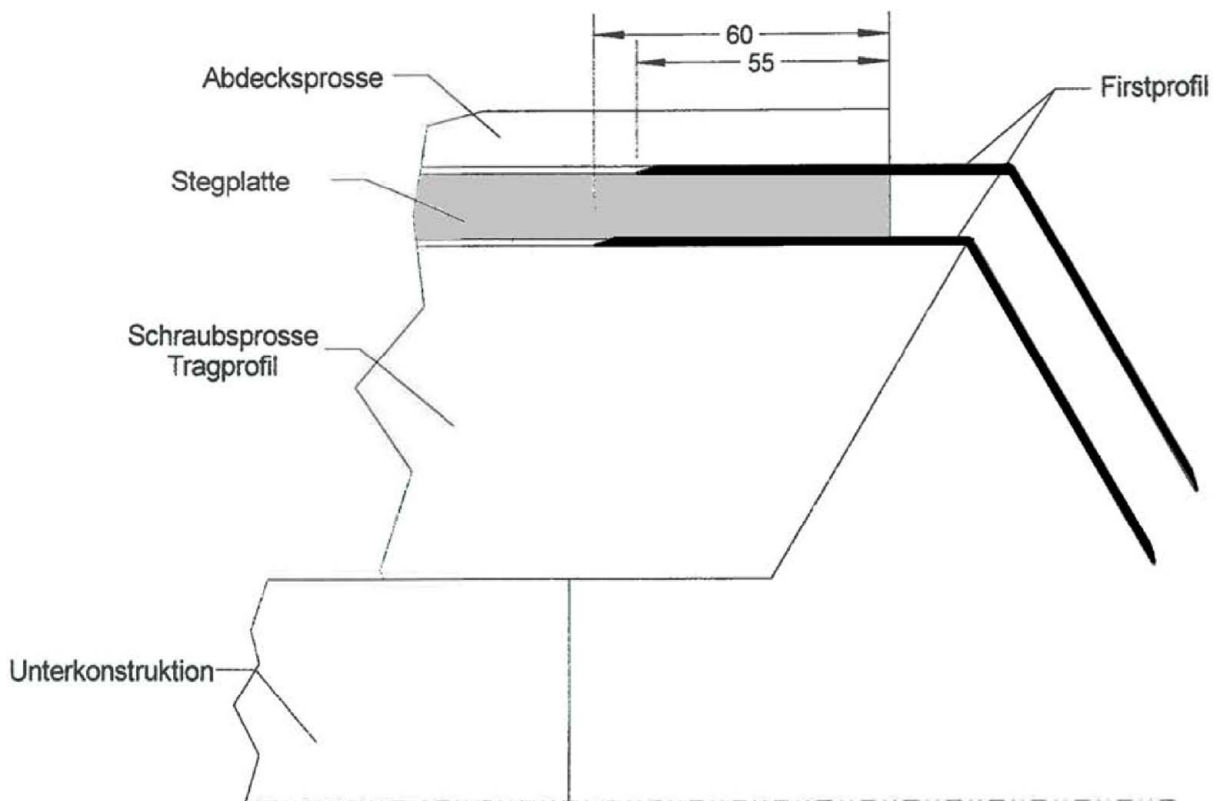 60
55
Abdecksprosse
Firstprofil
Stegplatte
Schraubsprosse
Tragprofil
Unterkonstruktion